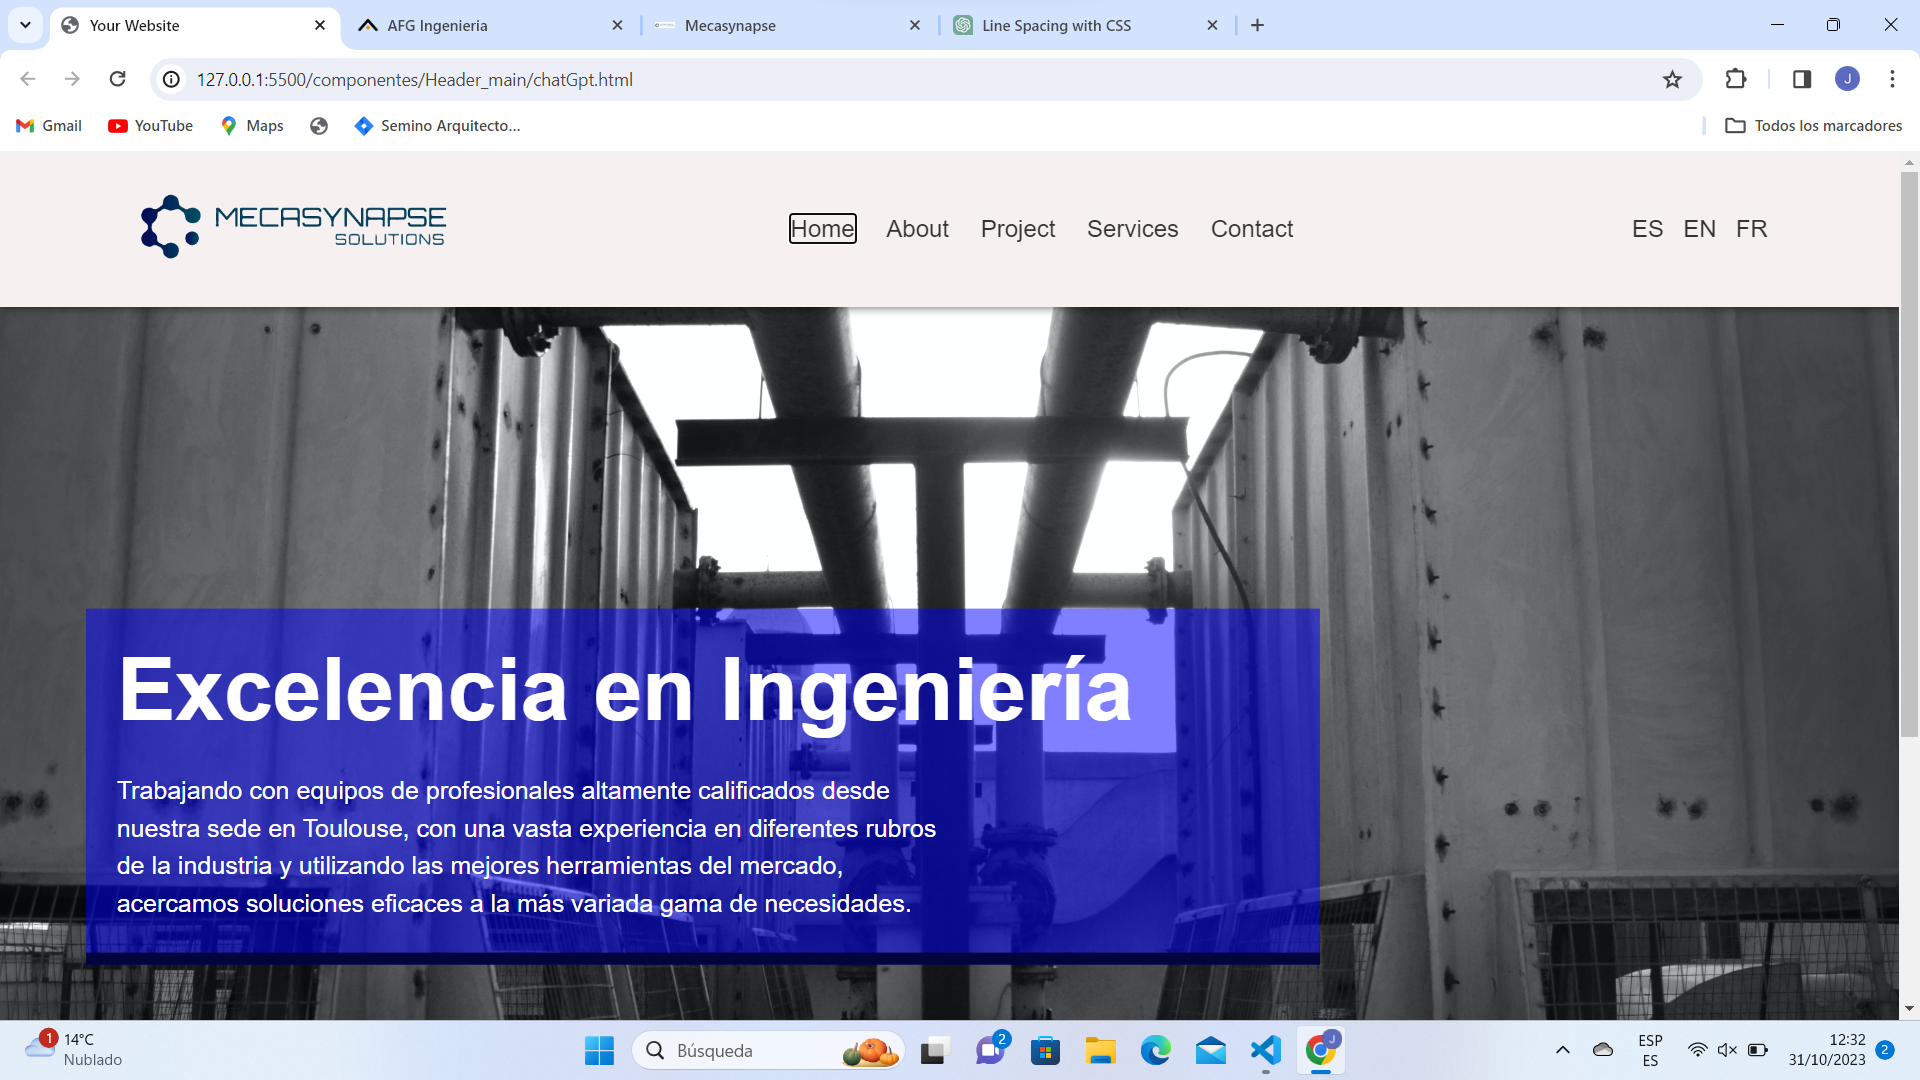 Your Website
AFG Ingenieria
Mecasynapse
Line Spacing with CSS
127.0.0.1:5500/componentes/Header_main/chatGpt.html
J
Gmail
YouTube
Maps
Semino Arquitecto...
Todos los marcadores
MECASYNAPSE
SOLUTIONS
Home
About
Project
Services
Contact
ES
EN
FR
Excelencia en Ingeniería
Trabajando con equipos de profesionales altamente calificados desde
nuestra sede en Toulouse, con una vasta experiencia en diferentes rubros
de la industria y utilizando las mejores herramientas del mercado,
acercamos soluciones eficaces a la más variada gama de necesidades.
1
14°C
Nublado
Búsqueda
2
J
ESP
ES
12:32
31/10/2023
2